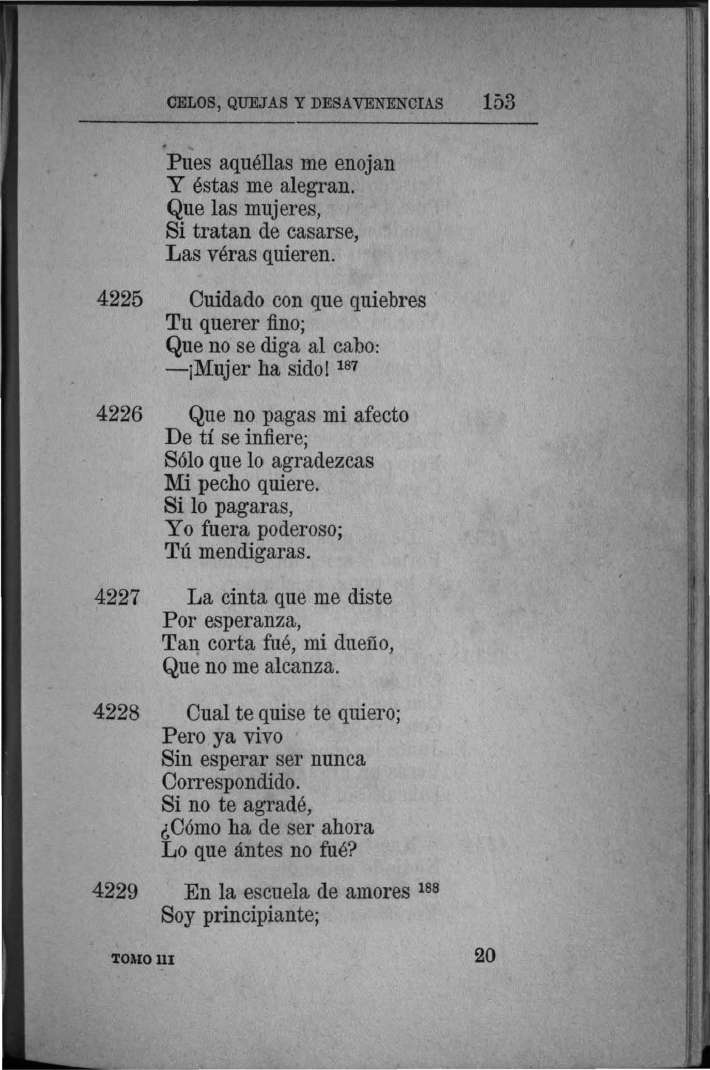 CELOS, QUEJAS Y DESAVENENCIAS 153
Pues aquéllas me enojan
Y éstas me alegran.
Que las mujeres,
Si tratan de casarse,
Las véras quieren.
4225 Cuidado con que quiebres
Tu querer fino;
Que no se diga al cabo:
—¡Mujer ha sido! 187
4226 Que no pagas mi afecto
De tí se infiere;
Sólo que lo agradezcas
Mi pecho quiere.
Si lo pagaras,
Yo fuera poderoso;
Tú mendigaras.
4227 La cinta que me diste
Por esperanza,
Tan corta fué, mi dueño,
Que no me alcanza.
4228 Cual te quise te quiero;
Pero ya vivo
Sin esperar ser nunca
Correspondido.
Si no te agradé,
¿Cómo ha de ser ahora
Lo que ántes no fué?
4229 En la escuela de amores 188
Soy principiante;
TOMO III 20